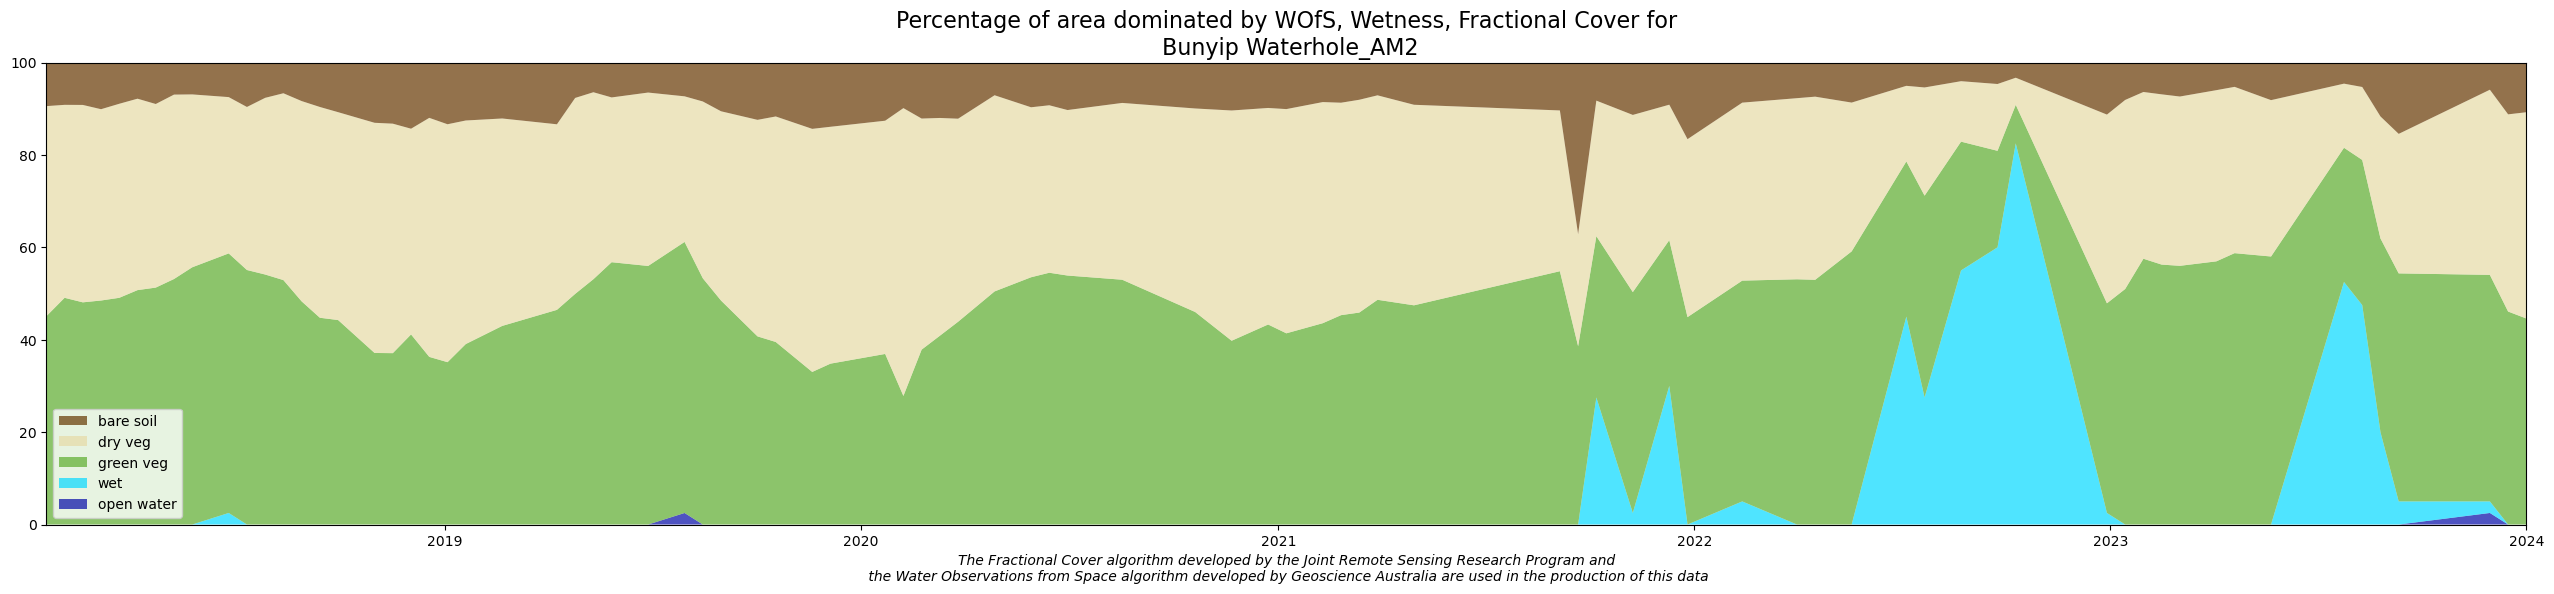 Percentage of area dominated by WOfS, Wetness, Fractional Cover for
Bunyip Waterhole_AM2
100
80
60
40
20
0
bare soil
dry veg
green veg
wet
open water
2019 2020 2021 2022 2023 2024
The Fractional Cover algorithm developed by the Joint Remote Sensing Research Program and
the Water Observations from Space algorithm developed by Geoscience Australia are used in the production of this data